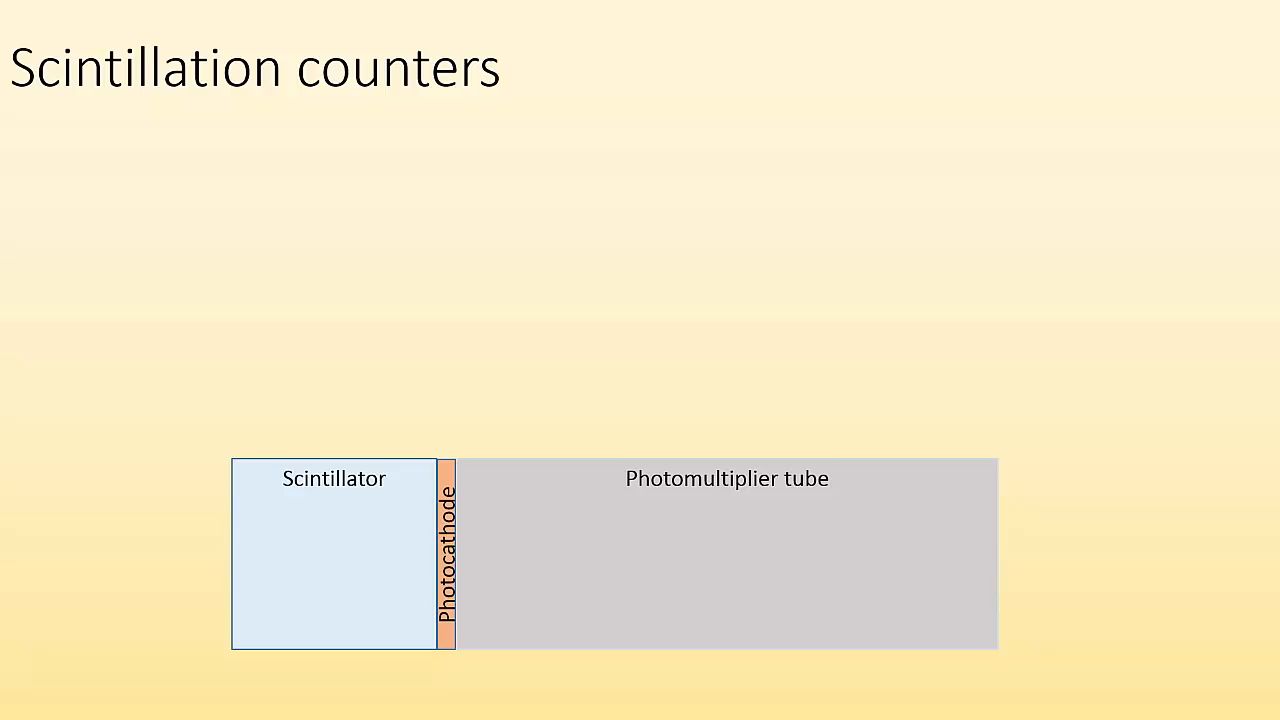 Scintillation counters
Scintillator
Photocathode
Photomultiplier tube